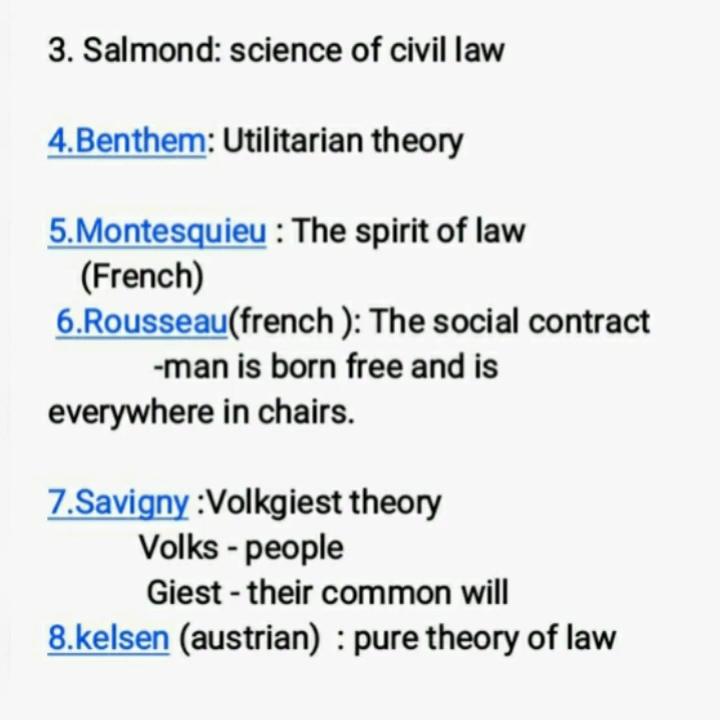 3. Salmond: science of civil law
4.Benthem: Utilitarian theory
5.Montesquieu : The spirit of law
(French)
6.Rousseau(french ): The social contract
-man is born free and is
everywhere in chairs.
7.Savigny :Volkgiest theory
Volks - people
Giest - their common will
8.kelsen (austrian) : pure theory of law